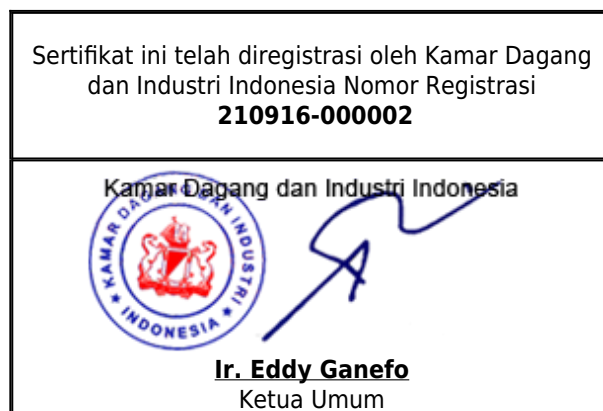 Sertifikat ini telah diregistrasi oleh Kamar Dagang
dan Industri Indonesia Nomor Registrasi
210916-000002
Kamar Dagang dan Industri Indonesia
KAMAR DAGANG DAN INDUSTRI
INDONESIA
Ir. Eddy Ganefo
Ketua Umum